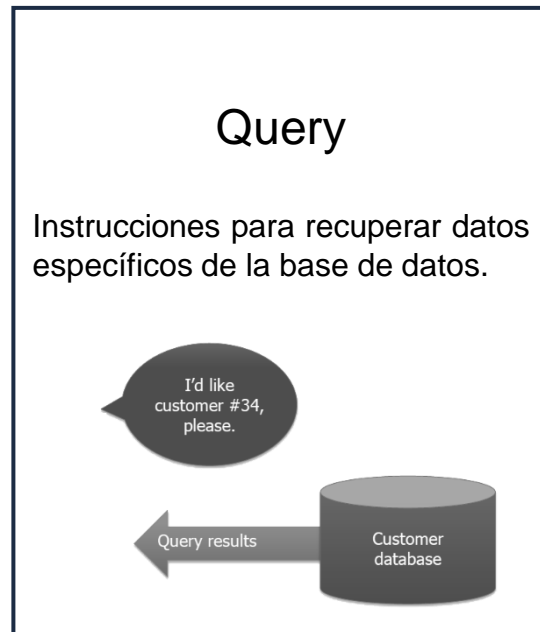 Query
Instrucciones para recuperar datos
específicos de la base de datos.
I'd like
customer #34,
please.
Query results
Customer
database